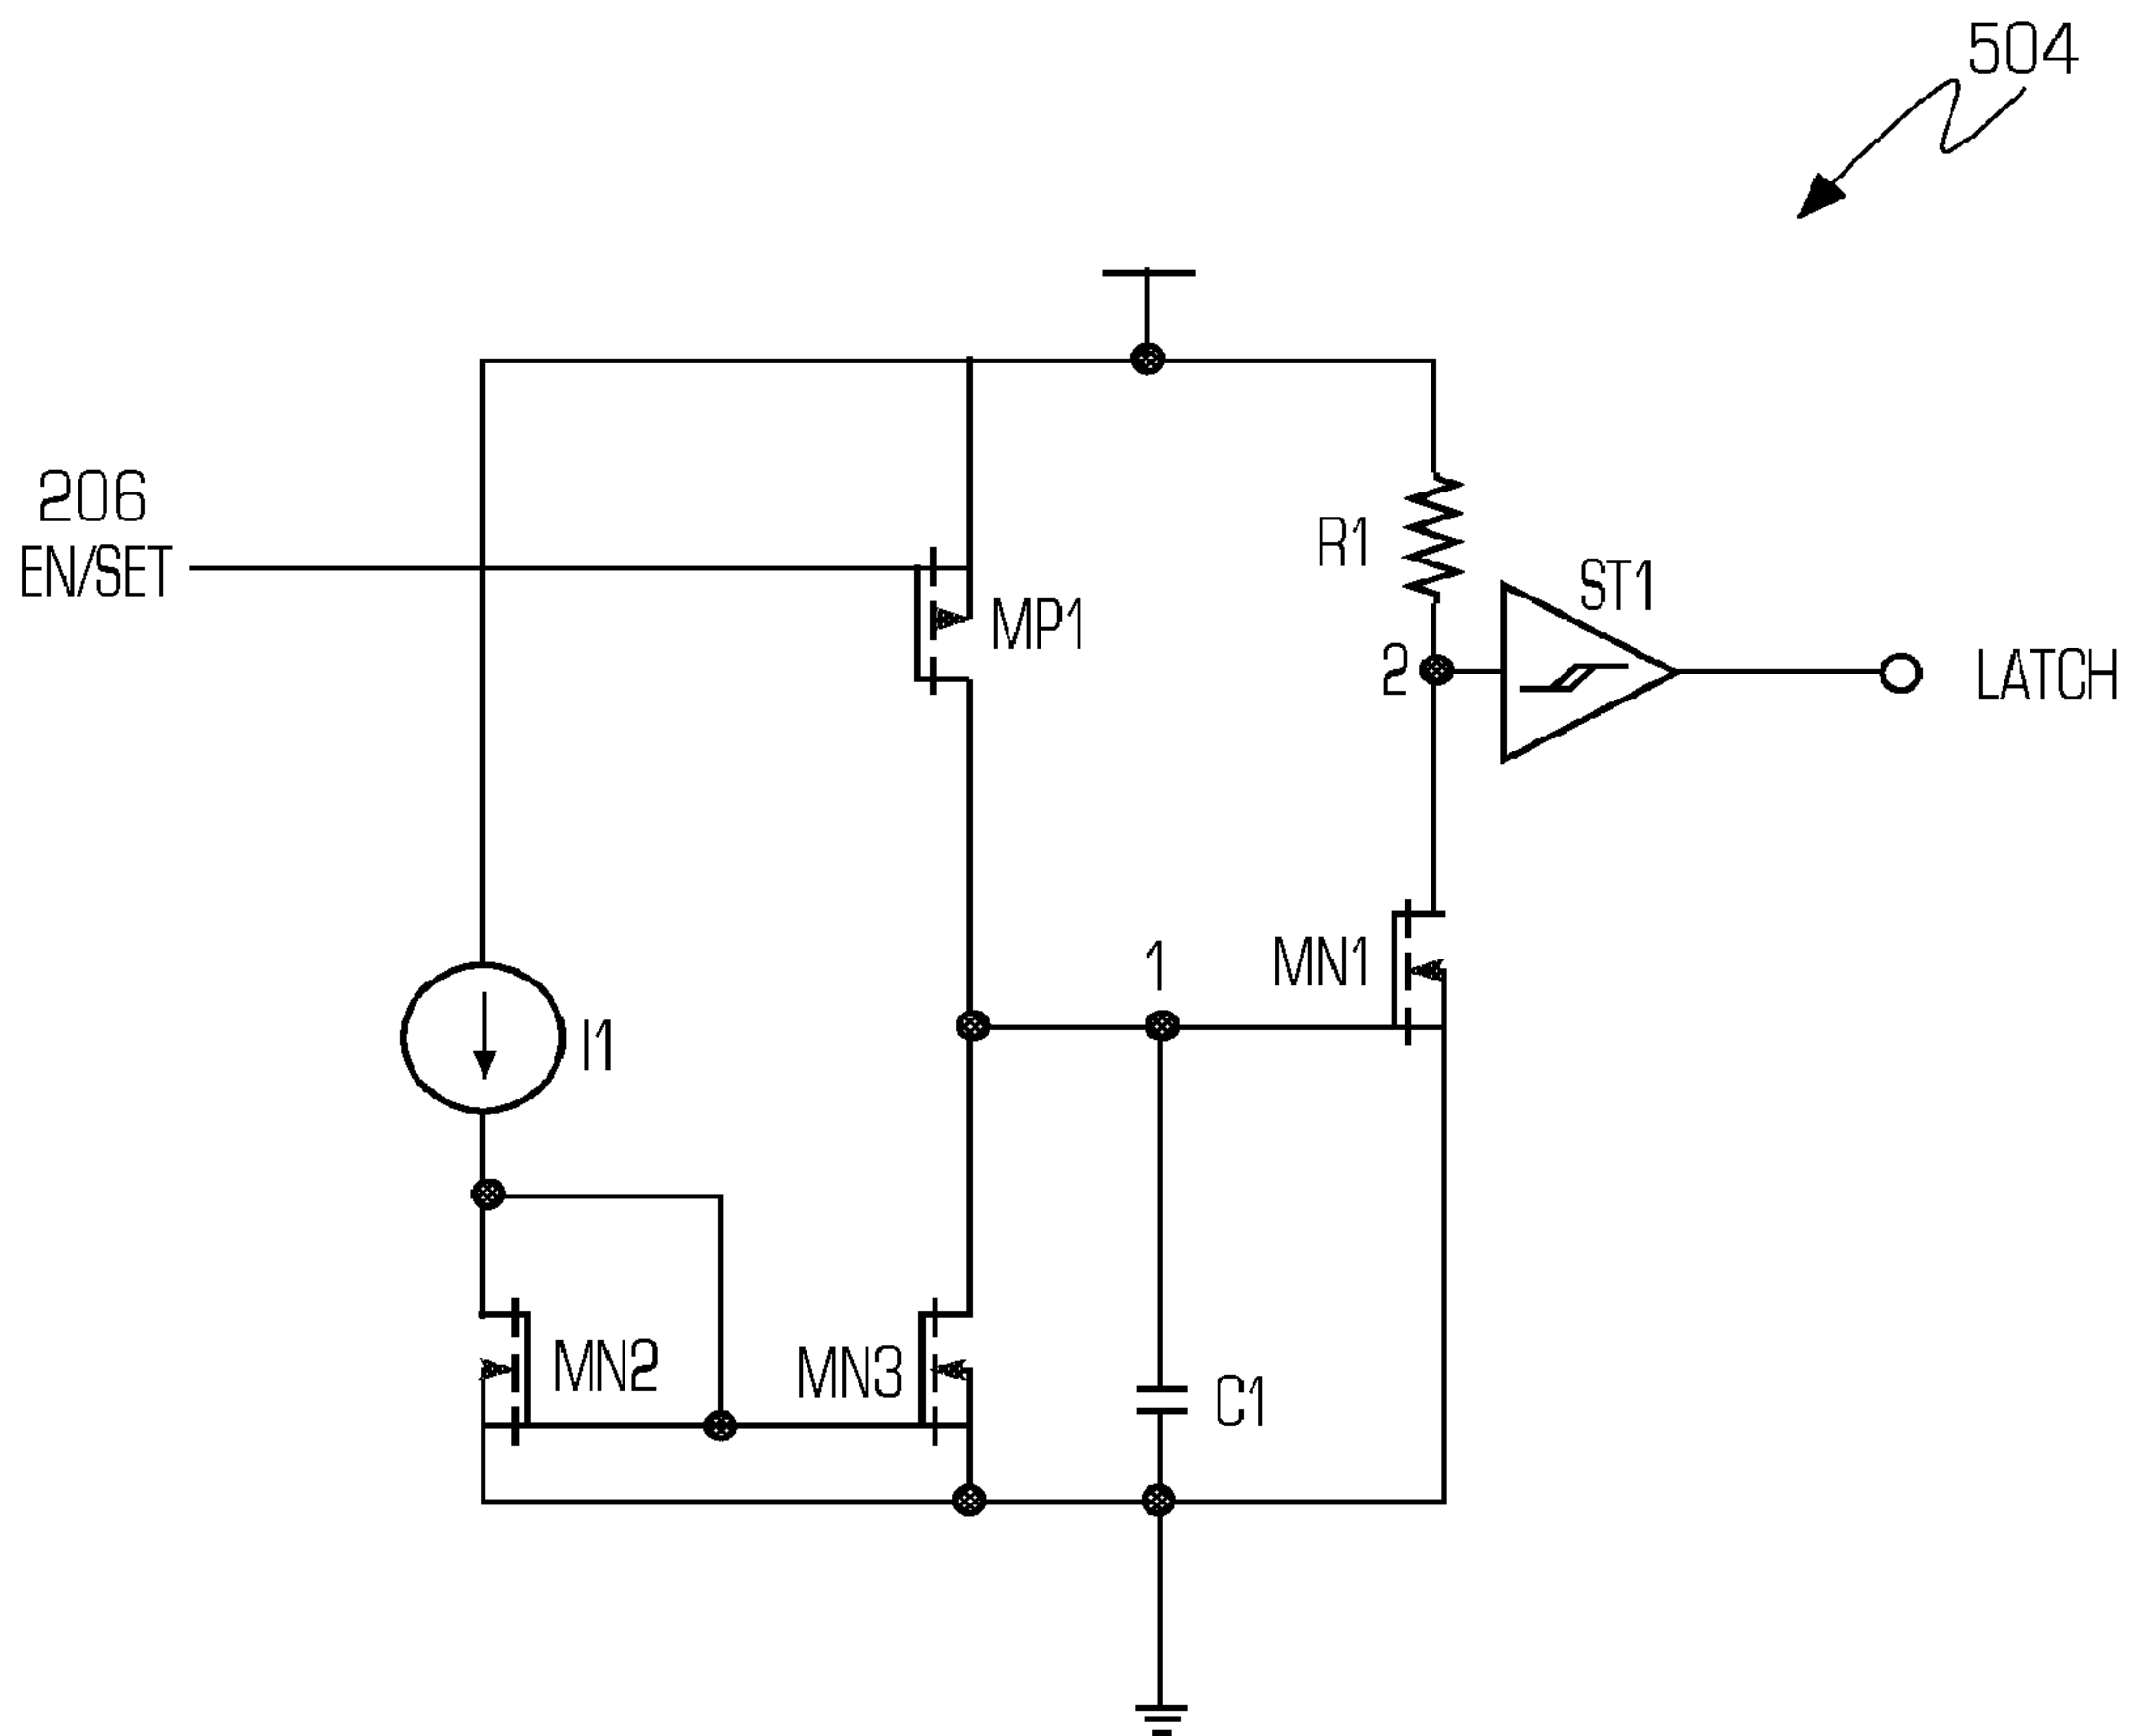 504
206
EN/SET
R1
ST1
MP1
2
LATCH
1
MN1
I1
MN2
MN3
C1